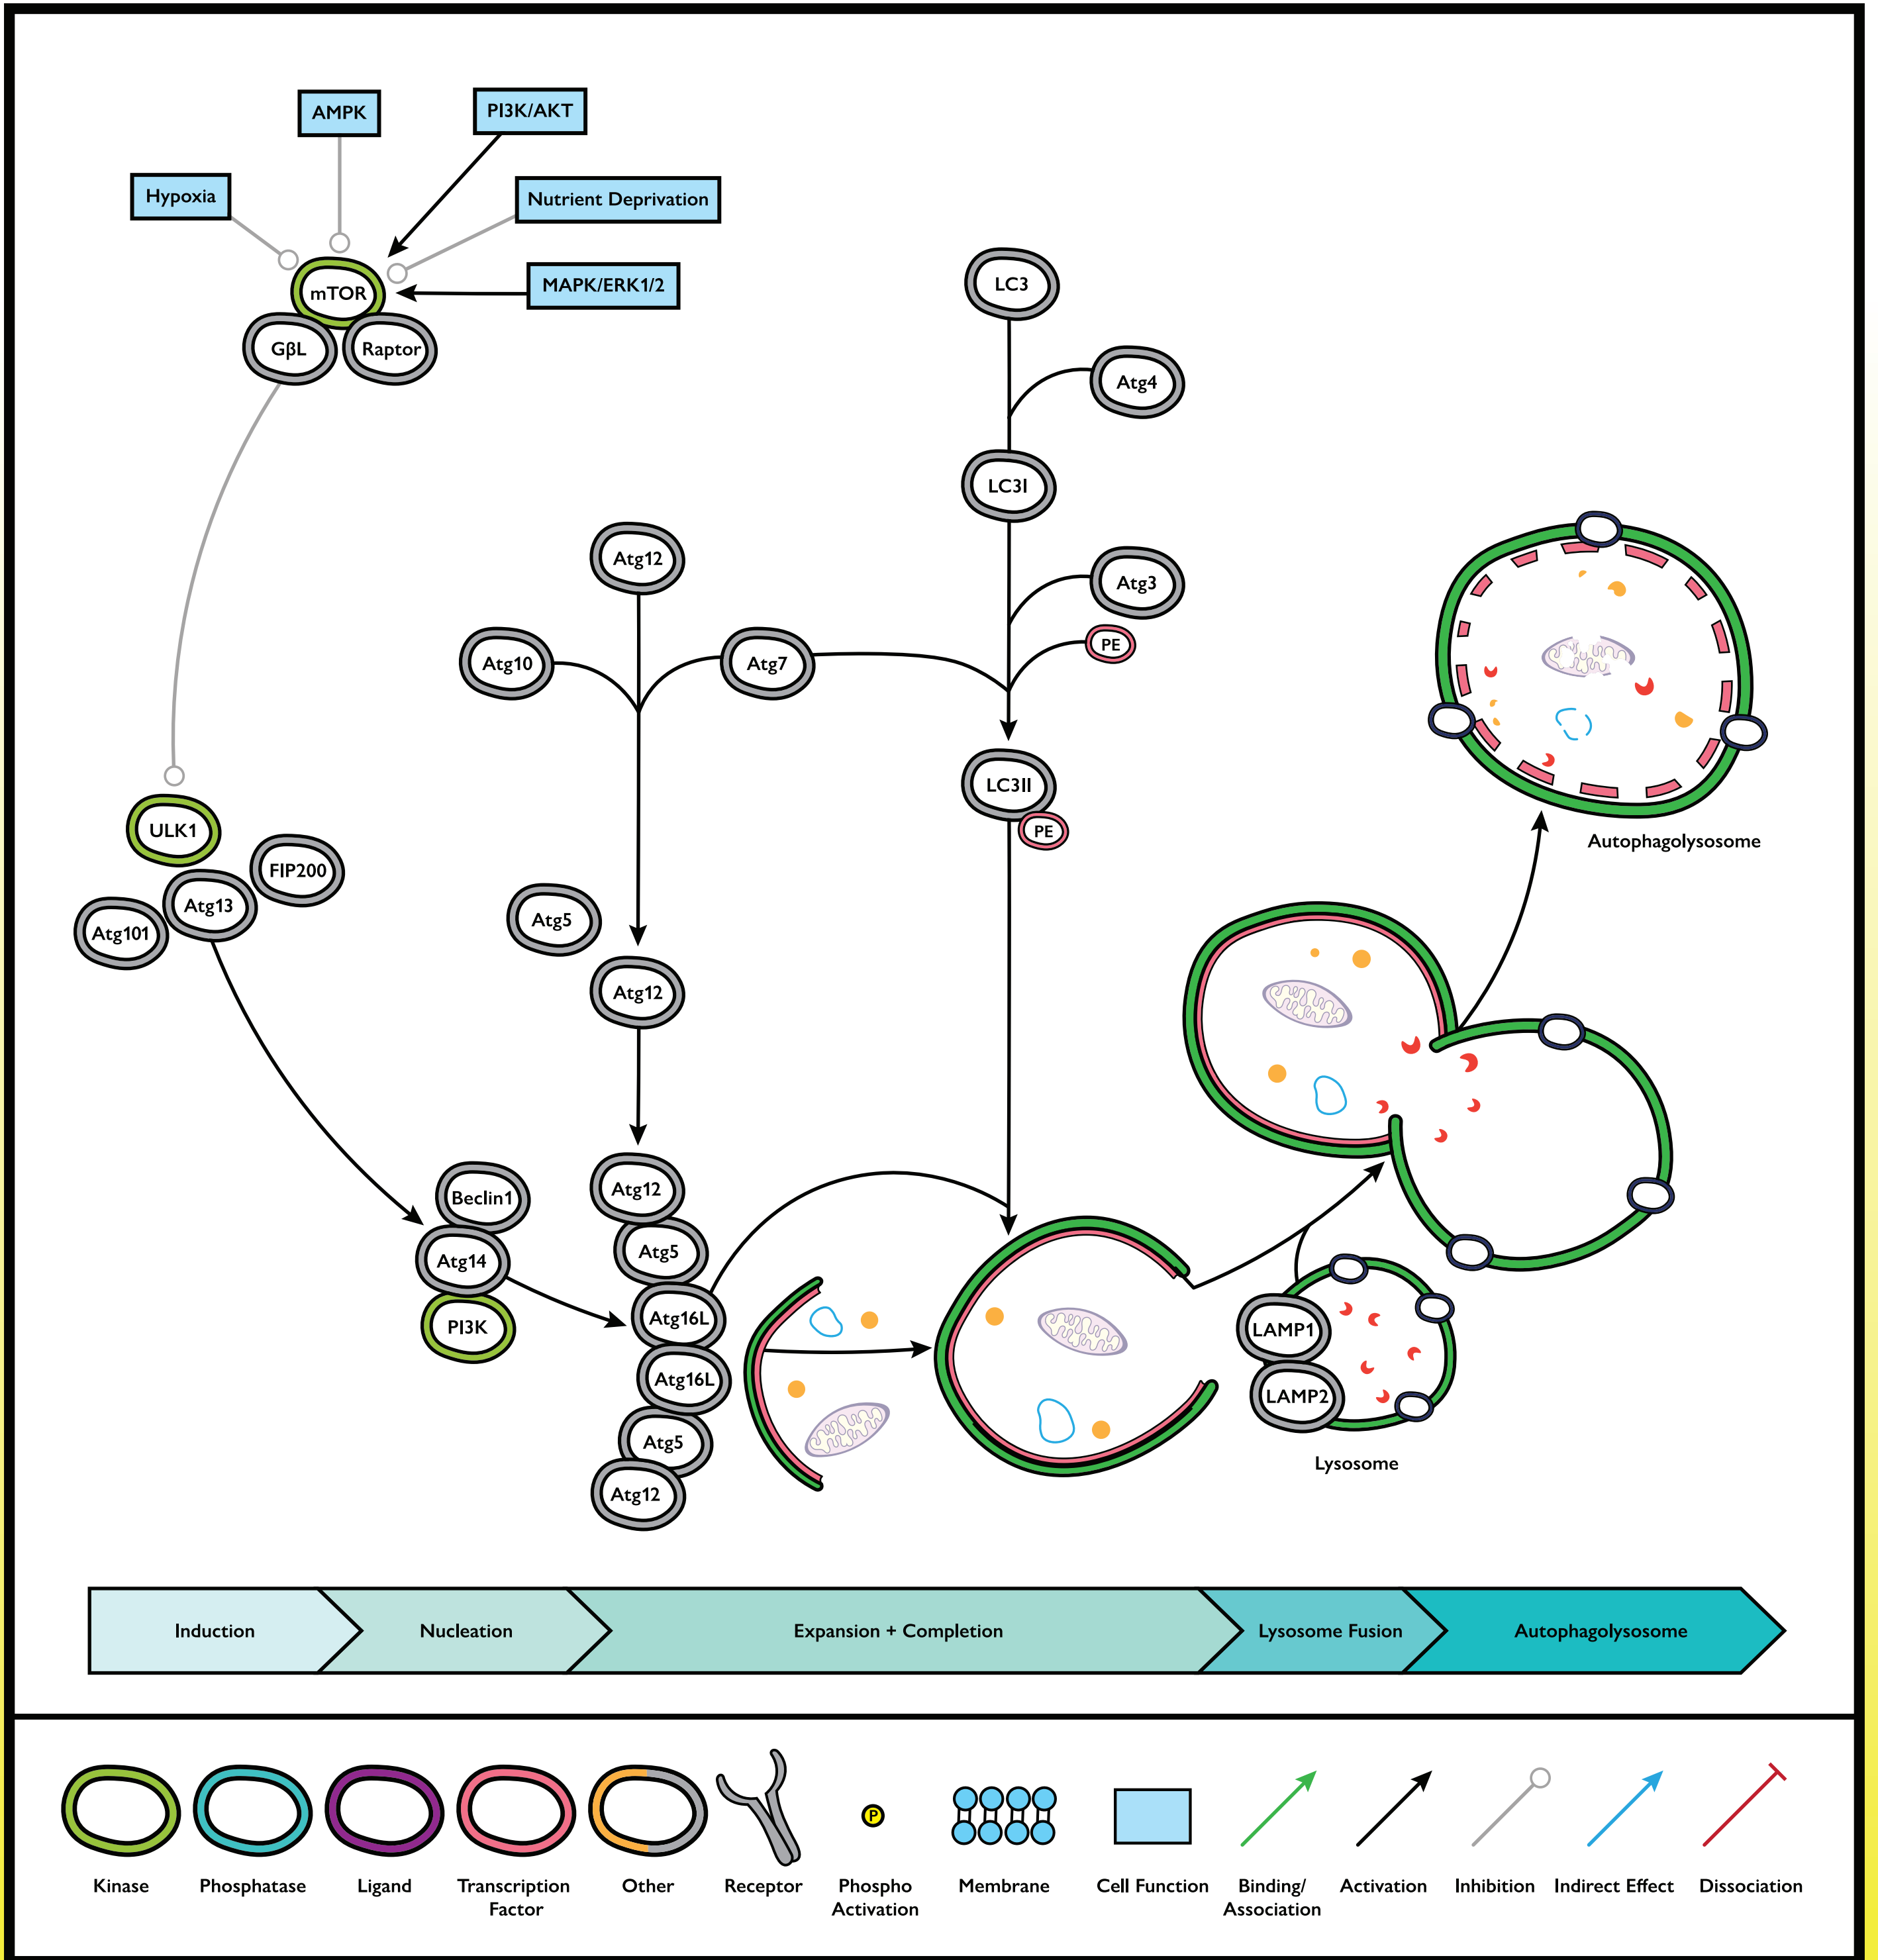 AMPK
PI3K/AKT
Hypoxia
Nutrient Deprivation
mTOR
MAPK/ERK1/2
GβL
Raptor
LC3
Atg4
LC3I
Atg12
Atg3
Atg10
Atg7
PE
LC3II
PE
ULK1
FIP200
Atg13
Atg101
Atg5
Atg12
Autophagolysosome
Beclin1
Atg14
PI3K
Atg12
Atg5
Atg16L
Atg16L
Atg5
Atg12
LAMP1
LAMP2
Lysosome
Induction
Nucleation
Expansion + Completion
Lysosome Fusion
Autophagolysosome
P
Kinase
Phosphatase
Ligand
Transcription
Factor
Other
Receptor
Phospho
Activation
Membrane
Cell Function
Binding/
Association
Activation
Inhibition
Indirect Effect
Dissociation